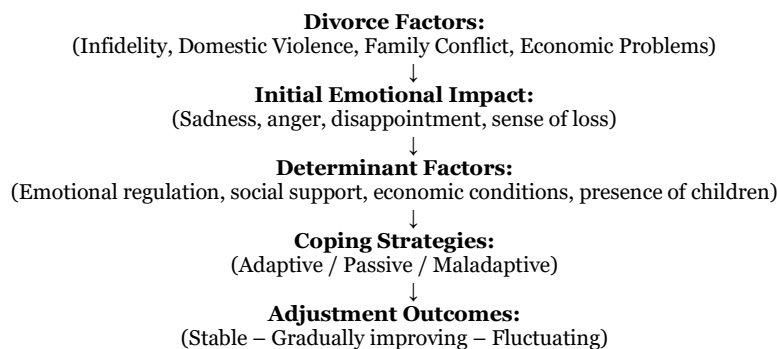 Divorce Factors:
(Infidelity, Domestic Violence, Family Conflict, Economic Problems)
↓
Initial Emotional Impact:
(Sadness, anger, disappointment, sense of loss)
↓
Determinant Factors:
(Emotional regulation, social support, economic conditions, presence of children)
↓
Coping Strategies:
(Adaptive / Passive / Maladaptive)
↓
Adjustment Outcomes:
(Stable – Gradually improving – Fluctuating)